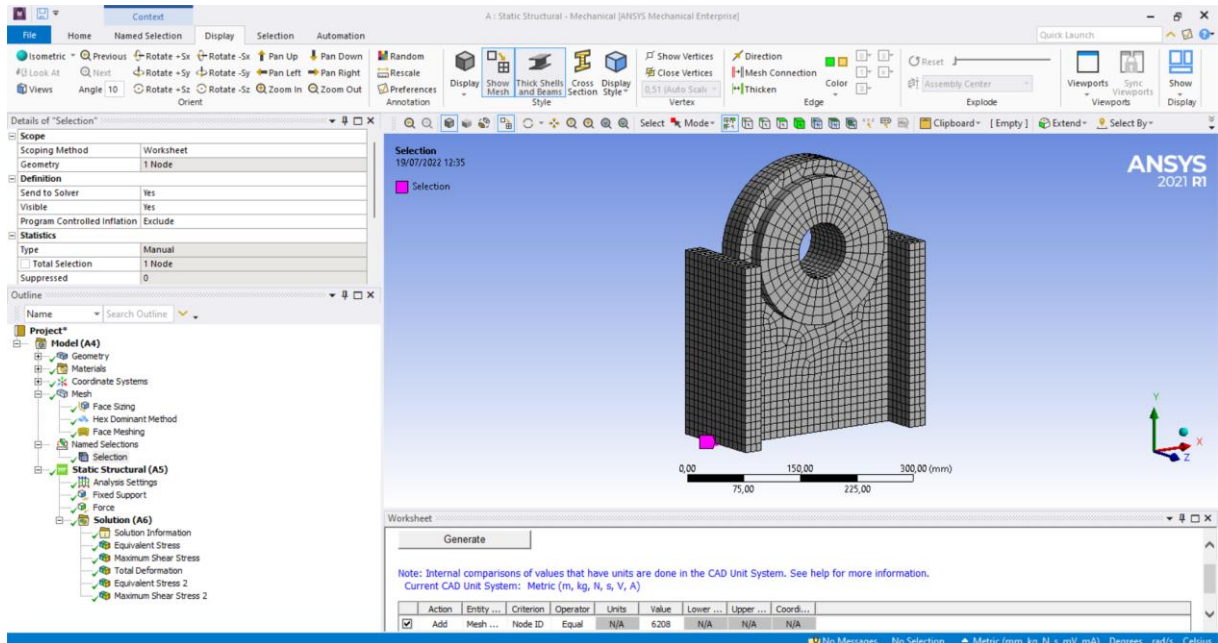 Context
A : Static Structural - Mechanical [ANSYS Mechanical Enterprise]
File Home Named Selection Display Selection Automation
Quick Launch
Isometric Previous Rotate +Sx Rotate -Sx Pan Up Pan Down
Look At Next Rotate +Sy Rotate -Sy Pan Left Pan Right
Views Angle 10 Rotate +Sz Rotate -Sz Zoom In Zoom Out
Orient
Random
Rescale
Preferences
Annotation
Display
Show Mesh
Thick Shells and Beams
Cross Section
Display Style
Style
Show Vertices
Close Vertices
0,51 (Auto Scale
Vertex
Direction
Mesh Connection
Thicken
Color
Edge
Reset
Assembly Center
Explode
Viewports
Sync Viewports
Viewports
Show
Display
Details of "Selection"
Scope
Scoping Method Worksheet
Geometry 1 Node
Definition
Send to Solver Yes
Visible Yes
Program Controlled Inflation Exclude
Statistics
Type Manual
Total Selection 1 Node
Suppressed 0
Outline
Name Search Outline
Project*
Model (A4)
Geometry
Materials
Coordinate Systems
Mesh
Face Sizing
Hex Dominant Method
Face Meshing
Named Selections
Selection
Static Structural (A5)
Analysis Settings
Fixed Support
Force
Solution (A6)
Solution Information
Equivalent Stress
Maximum Shear Stress
Total Deformation
Equivalent Stress 2
Maximum Shear Stress 2
Select Mode Clipboard [Empty] Extend Select By
Selection
19/07/2022 12:35
Selection
ANSYS
2021 R1
Y
X
Z
0,00 150,00 300,00 (mm)
75,00 225,00
Worksheet
Generate
Note: Internal comparisons of values that have units are done in the CAD Unit System. See help for more information.
Current CAD Unit System: Metric (m, kg, N, s, V, A)
Action Entity ... Criterion Operator Units Value Lower ... Upper ... Coordi...
Add Mesh ... Node ID Equal N/A 6208 N/A N/A N/A
No Messages No Selection Metric (mm, kg, N, s, mV, mA) Degrees rad/s Celsius